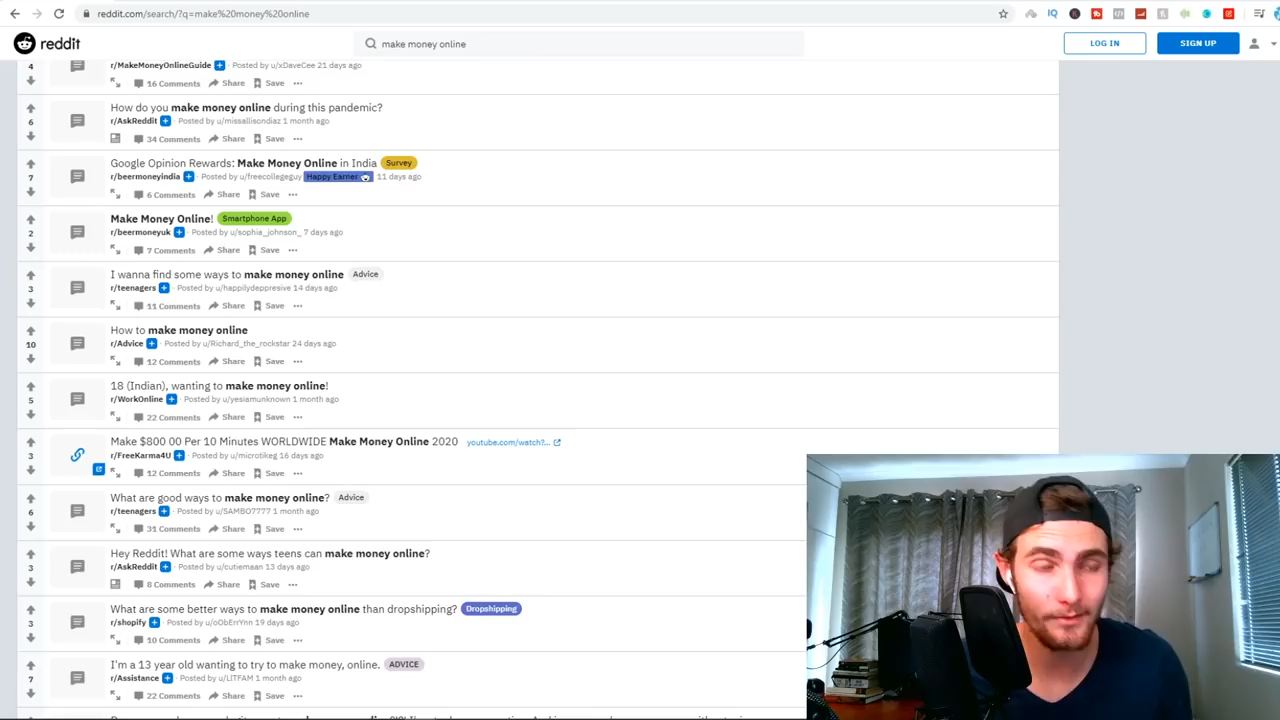 reddit.com/search/?q=make%20money%20online
reddit
make money online
LOG IN
SIGN UP
4
r/MakeMoneyOnlineGuide Posted by u/xDaveCee 21 days ago
16 Comments Share Save
How do you make money online during this pandemic?
6
r/AskReddit Posted by u/missallisondiaz 1 month ago
34 Comments Share Save
Google Opinion Rewards: Make Money Online in India Survey
7
r/beermoneyindia · Posted by u/freecollegeguy Happy Earner 11 days ago
6 Comments Share Save
Make Money Online! Smartphone App
2
r/beermoneyuk · Posted by u/sophia_johnson_ 7 days ago
7 Comments Share Save
I wanna find some ways to make money online Advice
3
r/teenagers · Posted by u/happilydeppresive 14 days ago
11 Comments Share Save
How to make money online
10
r/Advice · Posted by u/Richard_the_rockstar 24 days ago
12 Comments Share Save
18 (Indian), wanting to make money online!
5
r/WorkOnline · Posted by u/yesiamunknown 1 month ago
22 Comments Share Save
Make $800 00 Per 10 Minutes WORLDWIDE Make Money Online 2020 youtube.com/watch?...
3
r/FreeKarma4U · Posted by u/microtikeg 16 days ago
12 Comments Share Save
What are good ways to make money online? Advice
6
r/teenagers · Posted by u/SAMBO7777 1 month ago
31 Comments Share Save
Hey Reddit! What are some ways teens can make money online?
3
r/AskReddit · Posted by u/cutiemaan 13 days ago
8 Comments Share Save
What are some better ways to make money online than dropshipping? Dropshipping
3
r/shopify · Posted by u/oObErrYnn 19 days ago
10 Comments Share Save
I'm a 13 year old wanting to try to make money, online. ADVICE
7
r/Assistance · Posted by u/LITFAM 1 month ago
22 Comments Share Save